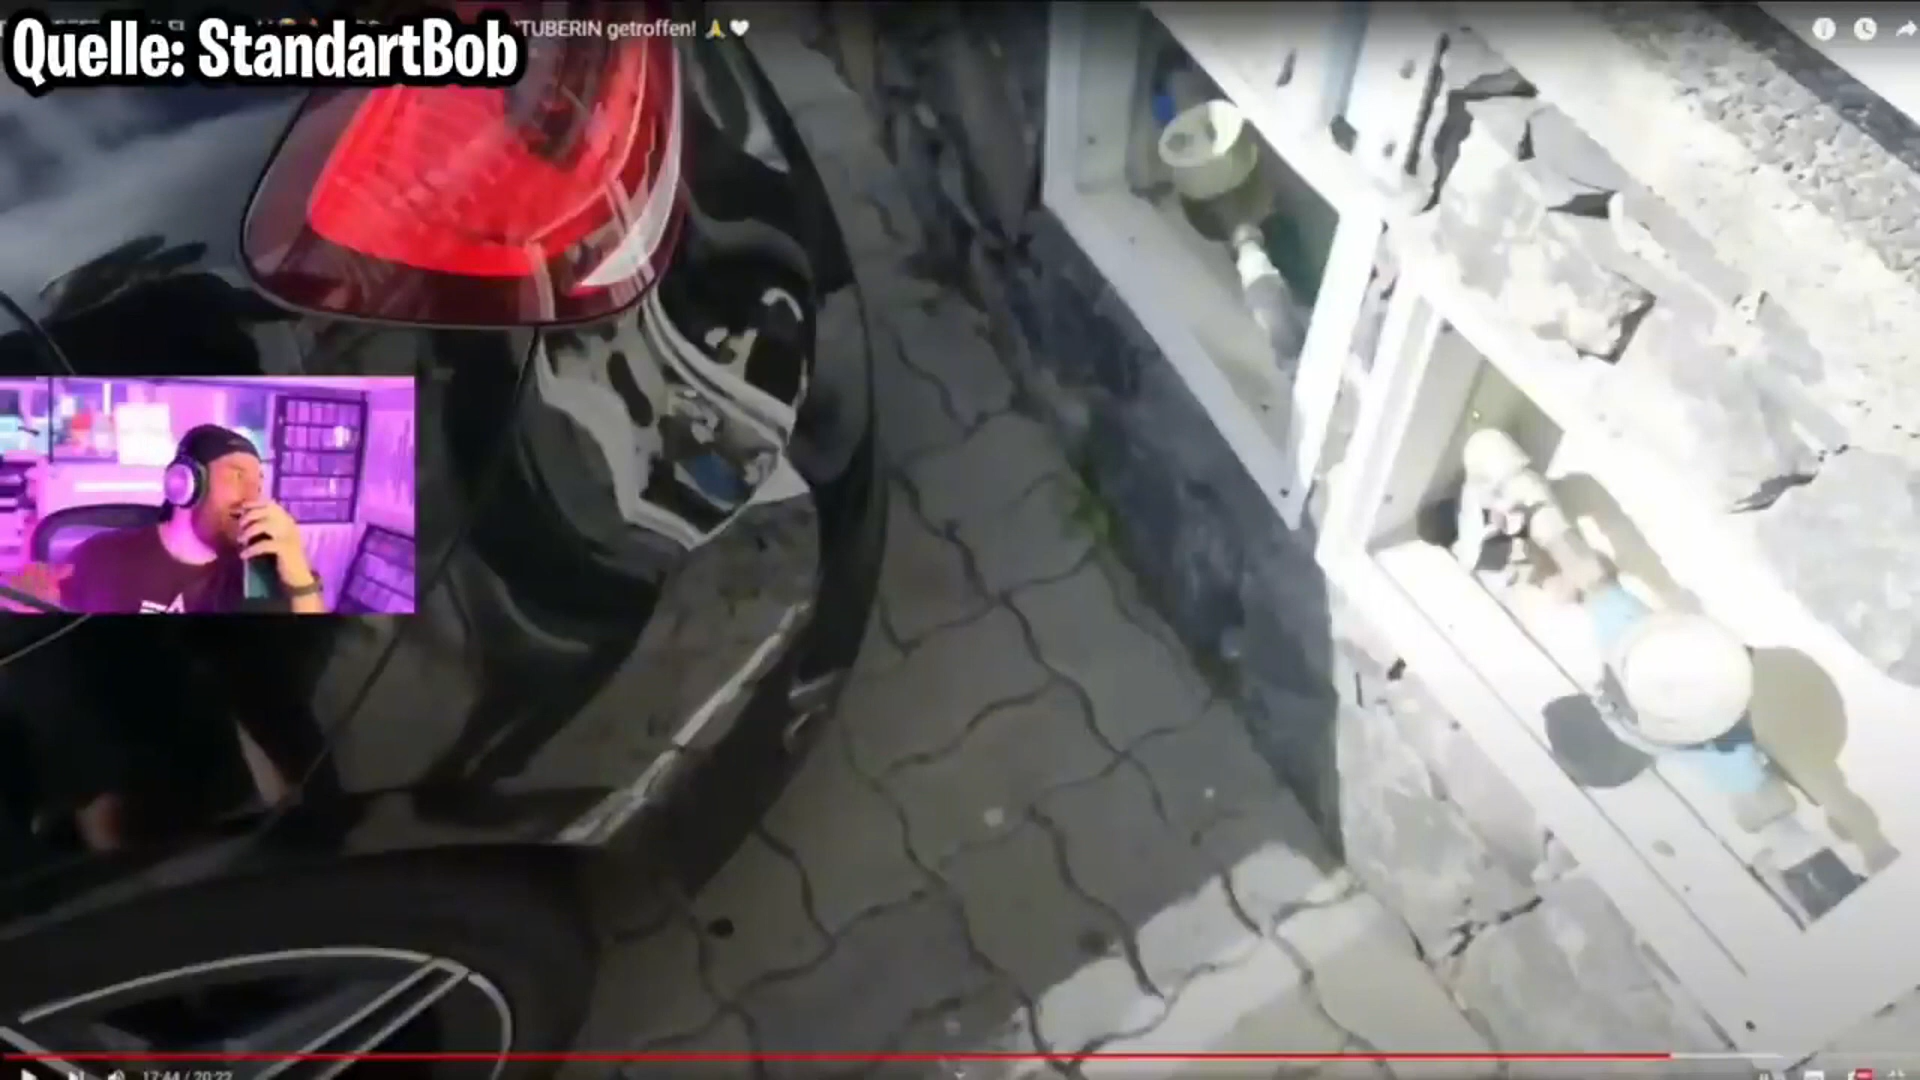 TUBERIN getroffen! 🙏🤍
Quelle: StandartBob
17:44 / 20:22